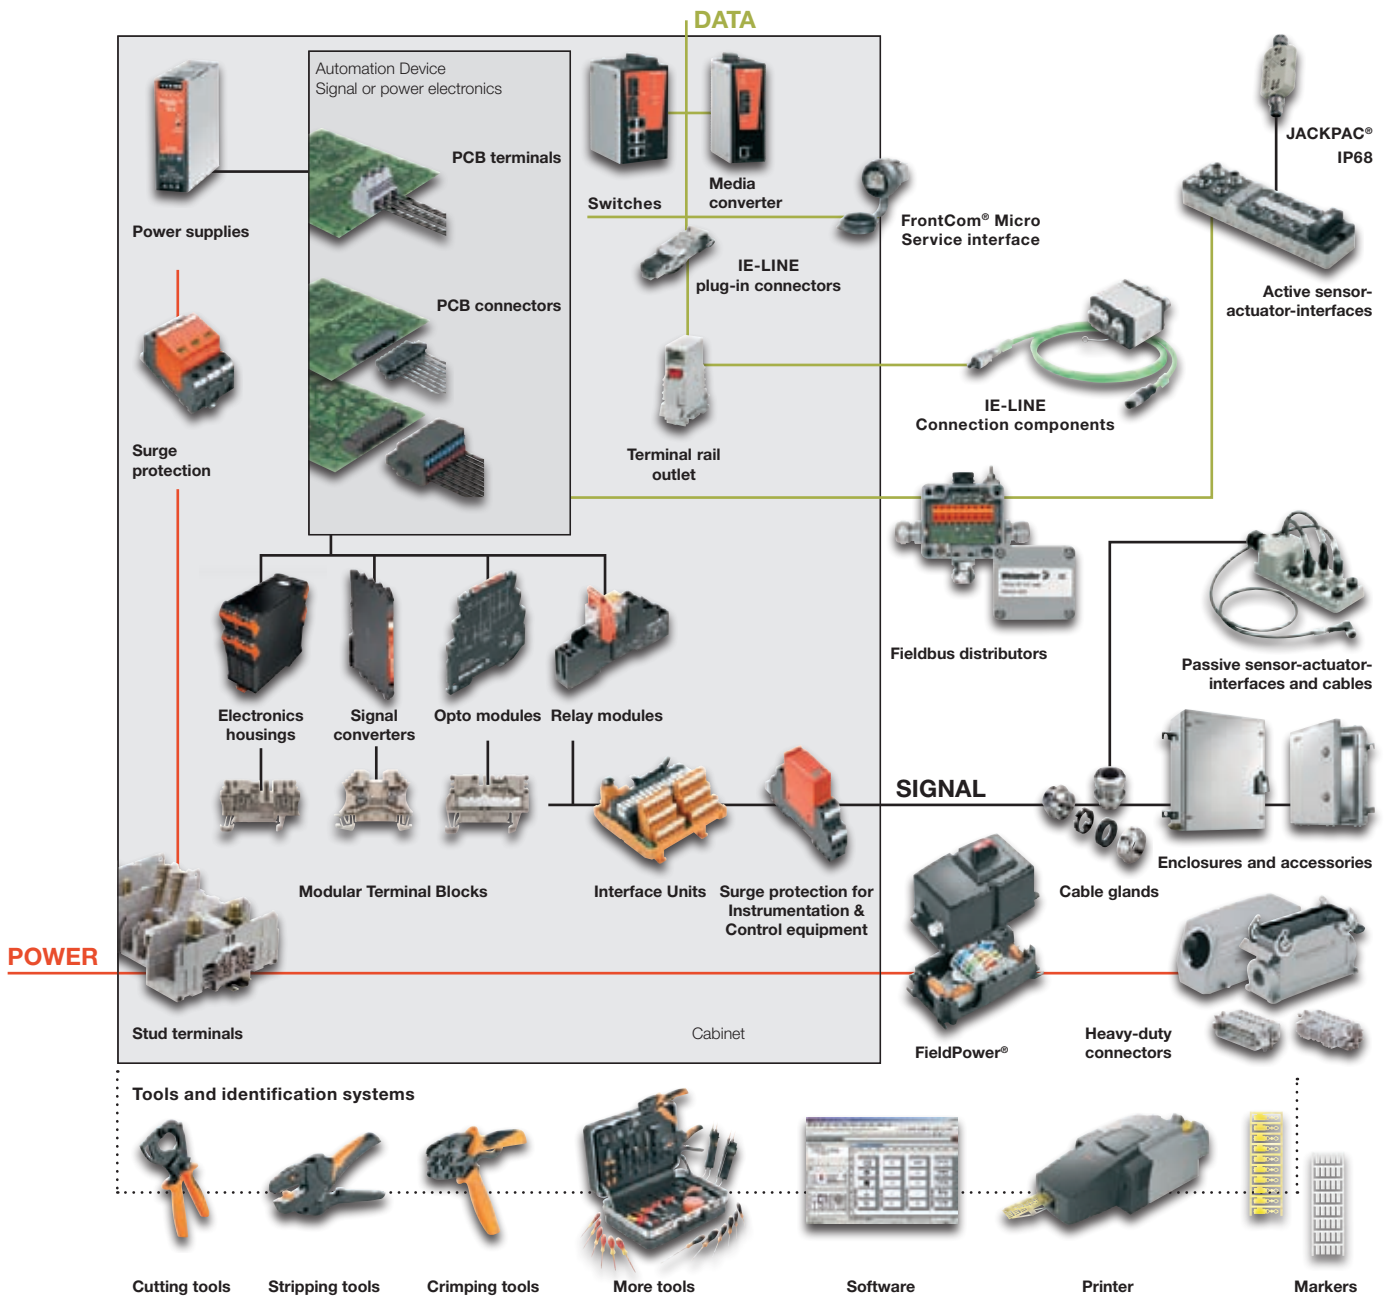 DATA
Automation Device
Signal or power electronics
PCB terminals
JACKPAC®
IP68
Switches
Media
converter
Power supplies
FrontCom® Micro
Service interface
IE-LINE
plug-in connectors
PCB connectors
Active sensor-
actuator-interfaces
IE-LINE
Connection components
Surge
protection
Terminal rail
outlet
Fieldbus distributors
Passive sensor-actuator-
interfaces and cables
Electronics
housings
Signal
converters
Opto modules
Relay modules
SIGNAL
Enclosures and accessories
Modular Terminal Blocks
Interface Units
Surge protection for
Instrumentation &
Control equipment
Cable glands
POWER
Stud terminals
Cabinet
FieldPower®
Heavy-duty
connectors
Tools and identification systems
Cutting tools
Stripping tools
Crimping tools
More tools
Software
Printer
Markers